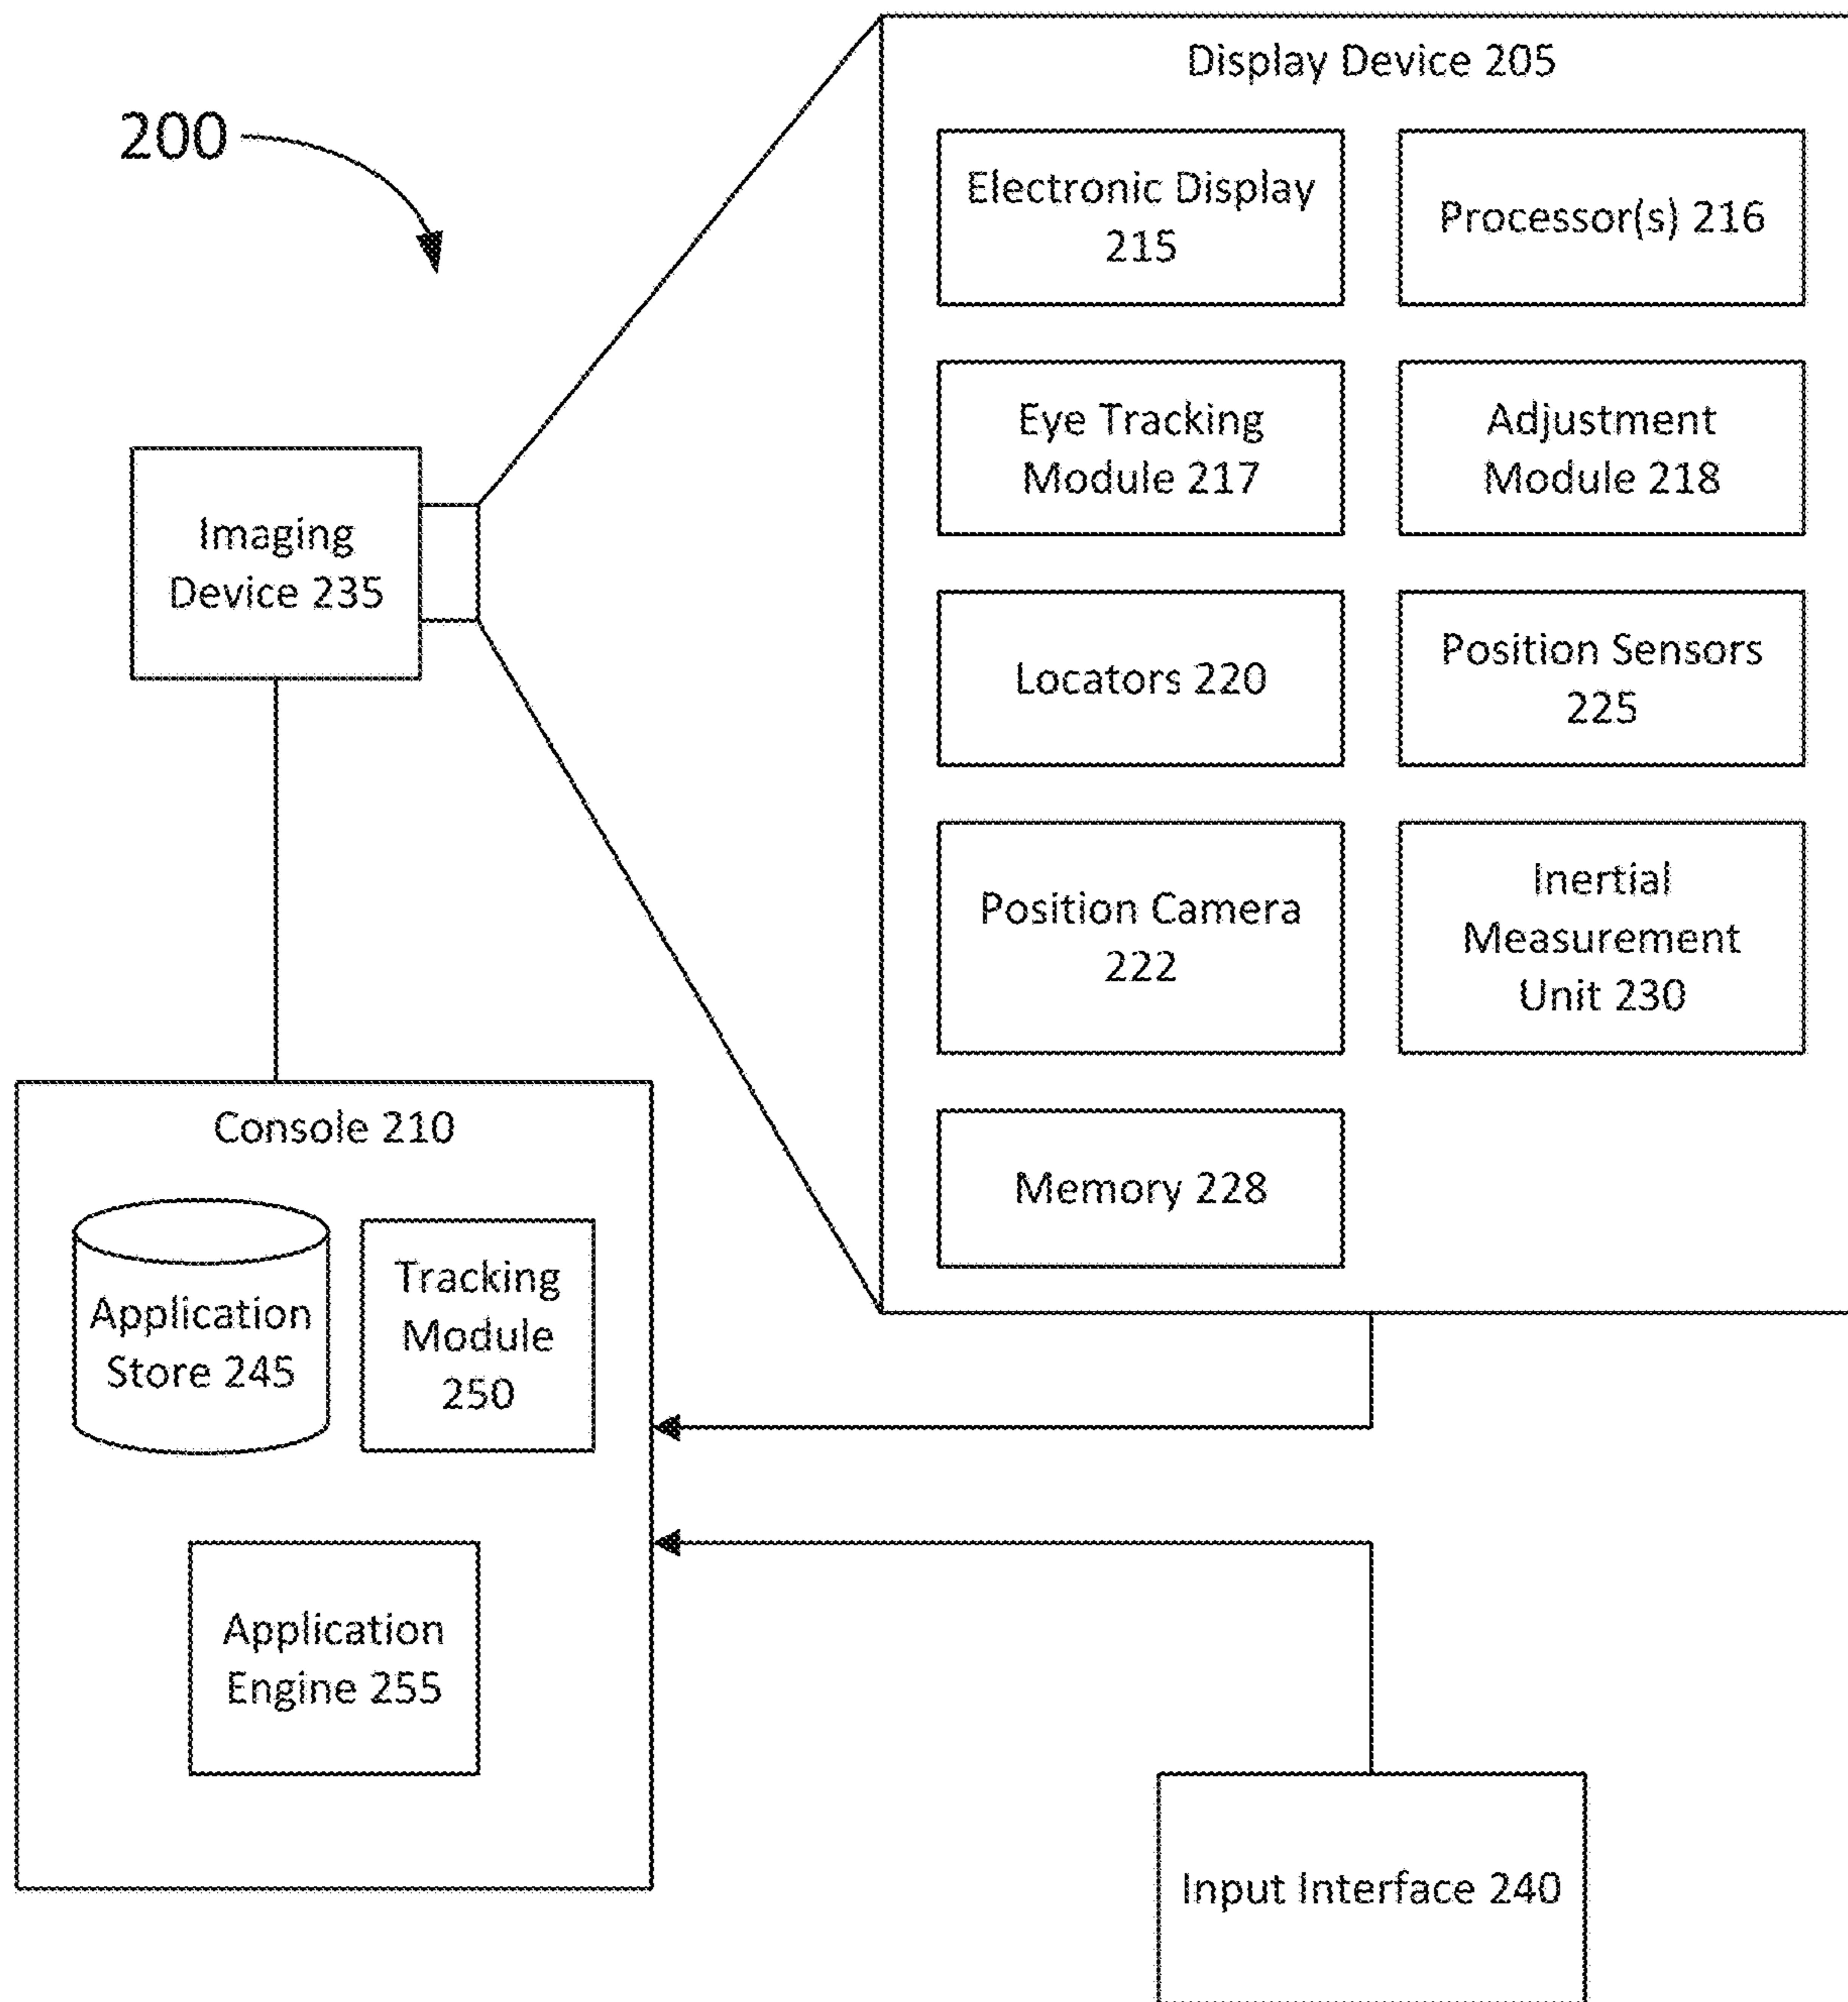 200
Display Device 205
Electronic Display
215
Processor(s) 216
Eye Tracking
Module 217
Adjustment
Module 218
Imaging
Device 235
Locators 220
Position Sensors
225
Position Camera
222
Inertial
Measurement
Unit 230
Memory 228
Console 210
Application
Store 245
Tracking
Module
250
Application
Engine 255
Input Interface 240